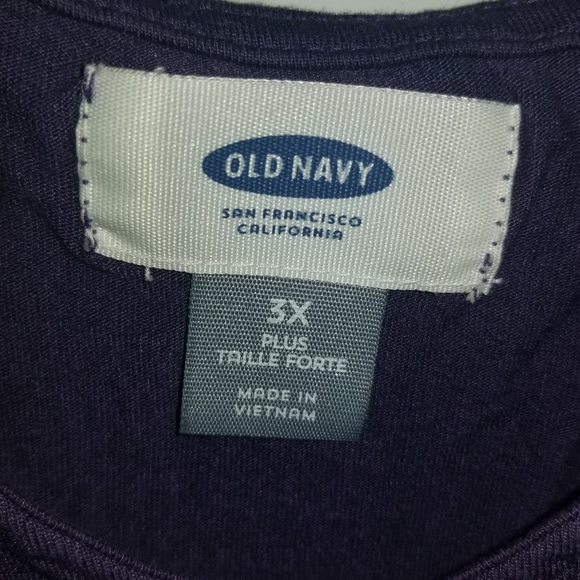 OLD NAVY
SAN FRANCISCO
CALIFORNIA
3X
PLUS
TAILLE FORTE
MADE IN
VIETNAM